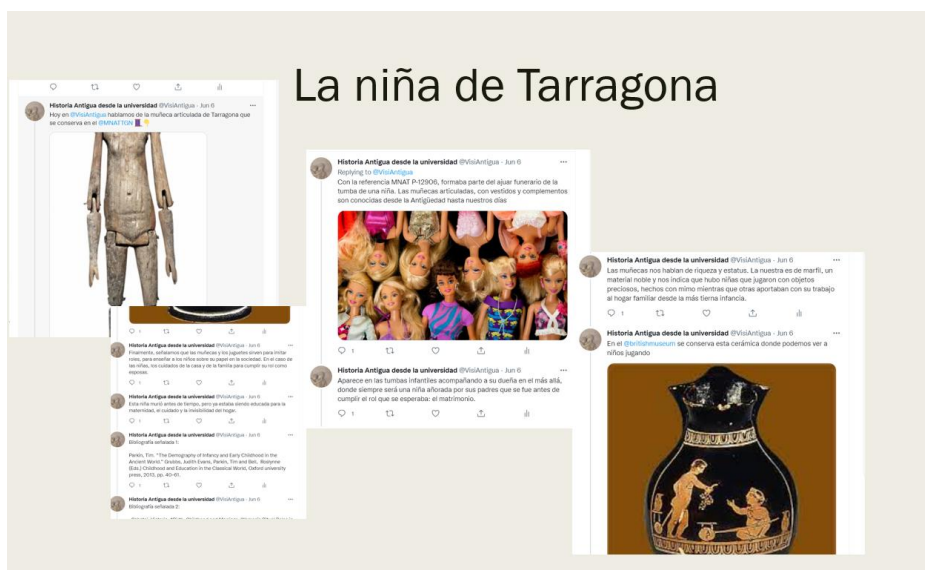 La niña de Tarragona
Historia Antigua desde la universidad @VisiAntigua · Jun 6
Hoy en @VisiAntigua hablamos de la muñeca articulada de Tarragona que
se conserva en el @MNATTGN
Historia Antigua desde la universidad @VisiAntigua · Jun 6
Replying to @VisiAntigua
Con la referencia MNAT P-12906, formaba parte del ajuar funerario de la
tumba de una niña. Las muñecas articuladas, con vestidos y complementos
son conocidas desde la Antigüedad hasta nuestros días
1
Historia Antigua desde la universidad @VisiAntigua · Jun 6
Aparece en las tumbas infantiles acompañando a su dueña en el más allá,
donde siempre será una niña añorada por sus padres que se fue antes de
cumplir el rol que se esperaba: el matrimonio.
1
Historia Antigua desde la universidad @VisiAntigua · Jun 6
Las muñecas nos hablan de riqueza y estatus. La nuestra es de marfil, un
material noble y nos indica que hubo niñas que jugaron con objetos
preciosos, hechos con mimo mientras que otras aportaban con su trabajo
al hogar familiar desde la más tierna infancia.
1
Historia Antigua desde la universidad @VisiAntigua · Jun 6
En el @britishmuseum se conserva esta cerámica donde podemos ver a
niños jugando
1
Historia Antigua desde la universidad @VisiAntigua · Jun 6
Finalmente, señalamos que las muñecas y los juguetes sirven para imitar
roles, para enseñar a los niños sobre su papel en la sociedad. En el caso de
las niñas, los cuidados de la casa y de la familia para cumplir su rol como
esposas.
1
Historia Antigua desde la universidad @VisiAntigua · Jun 6
Esta niña murió antes de tiempo, pero ya estaba siendo educada para la
maternidad, el cuidado y la invisibilidad del hogar.
1
Historia Antigua desde la universidad @VisiAntigua · Jun 6
Bibliografía señalada 1:
Parkin, Tim. "The Demography of Infancy and Early Childhood in the
Ancient World." Grubbs, Judith Evans, Parkin, Tim and Bell, Roslynne
(Eds.) Childhood and Education in the Classical World, Oxford university
press, 2013, pp. 40-61.
1
Historia Antigua desde la universidad @VisiAntigua · Jun 6
Bibliografía señalada 2: